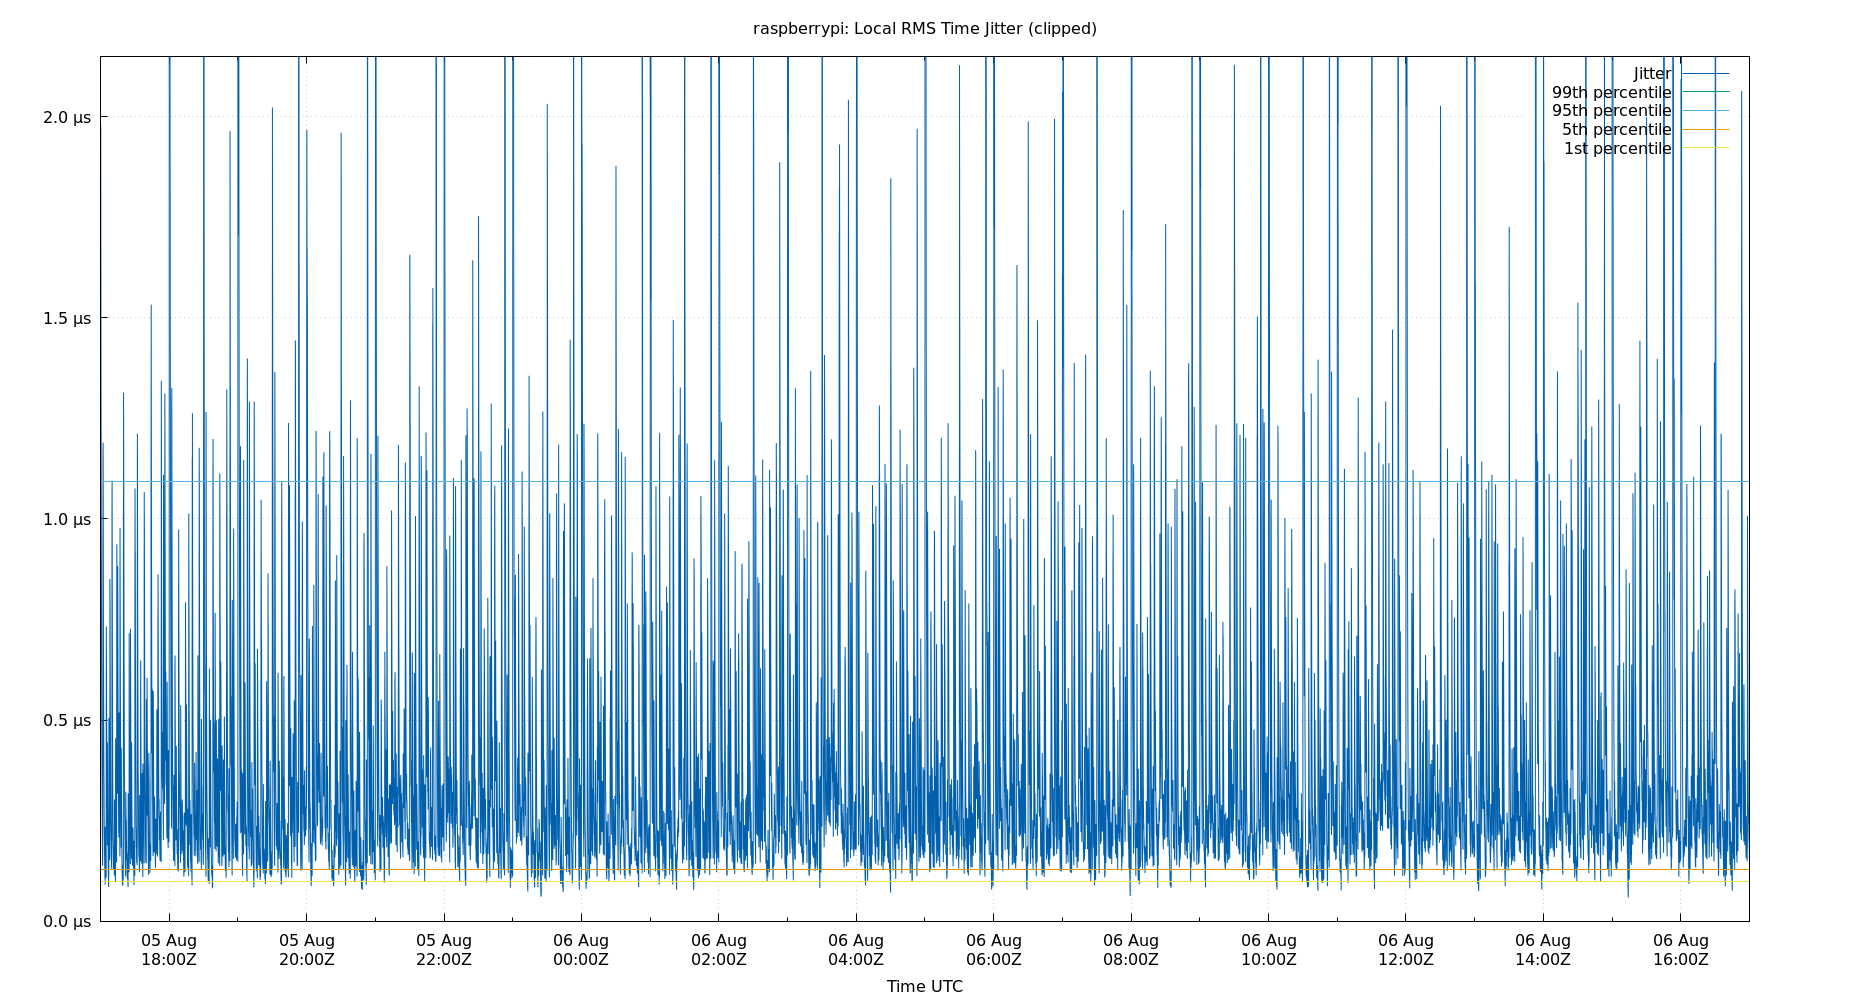 raspberrypi: Local RMS Time Jitter (clipped)
Jitter
99th percentile
95th percentile
5th percentile
1st percentile
2.0 µs
1.5 µs
1.0 µs
0.5 µs
0.0 µs
05 Aug 05 Aug 05 Aug 06 Aug 06 Aug 06 Aug 06 Aug 06 Aug 06 Aug 06 Aug 06 Aug 06 Aug
18:00Z 20:00Z 22:00Z 00:00Z 02:00Z 04:00Z 06:00Z 08:00Z 10:00Z 12:00Z 14:00Z 16:00Z
Time UTC